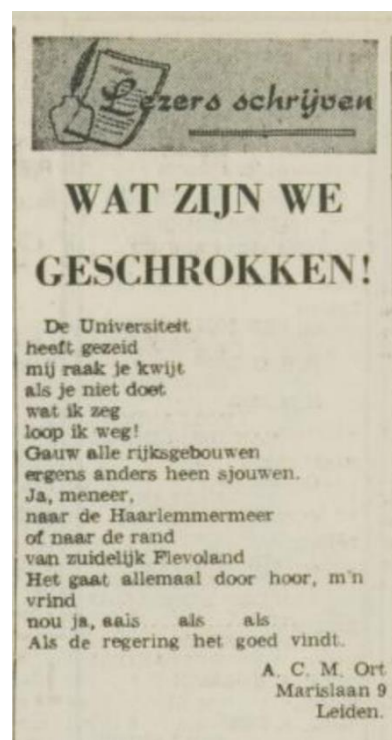 Lezers schrijven
WAT ZIJN WE
GESCHROKKEN!
De Universiteit
heeft gezeid
mij raak je kwijt
als je niet doet
wat ik zeg
loop ik weg!
Gauw alle rijksgebouwen
ergens anders heen sjouwen.
Ja, meneer,
naar de Haarlemmermeer
of naar de rand
van zuidelijk Flevoland
Het gaat allemaal door hoor, m'n
vrind
nou ja, aals als als
Als de regering het goed vindt.
A. C. M. Ort
Marislaan 9
Leiden.